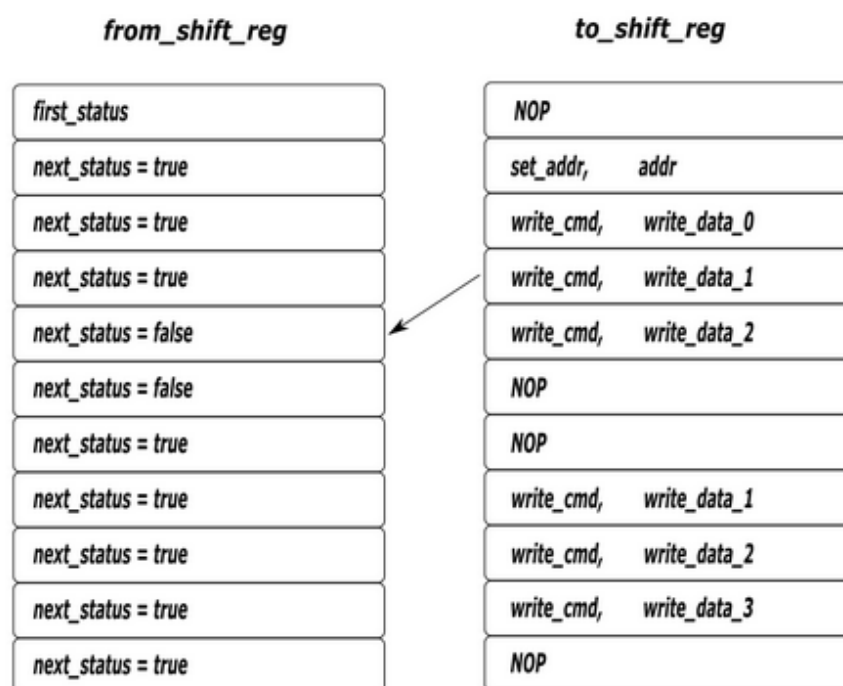 from_shift_reg to_shift_reg
first_status NOP
next_status = true set_addr, addr
next_status = true write_cmd, write_data_0
next_status = true write_cmd, write_data_1
next_status = false write_cmd, write_data_2
next_status = false NOP
next_status = true NOP
next_status = true write_cmd, write_data_1
next_status = true write_cmd, write_data_2
next_status = true write_cmd, write_data_3
next_status = true NOP